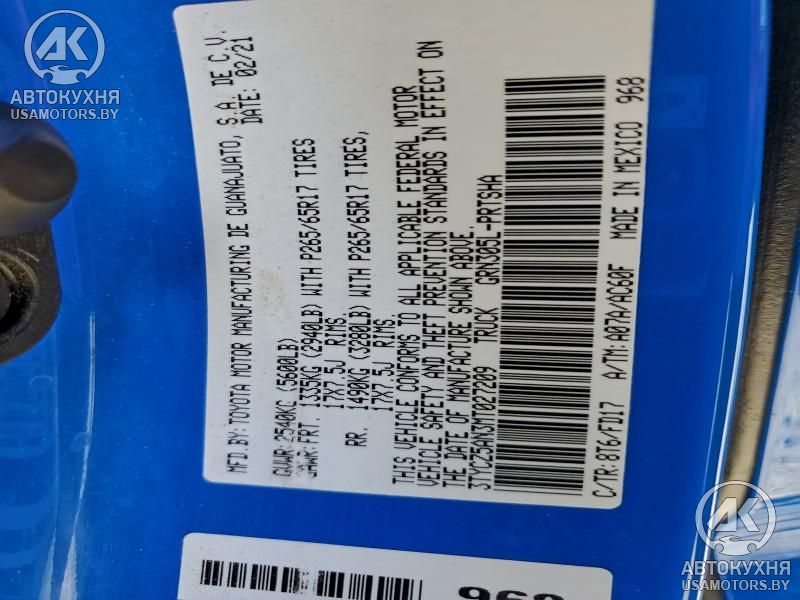 MFD.BY:TOYOTA MOTOR MANUFACTURING DE GUANAJUATO, S.A. DE C.V.
DATE: 02/21
GVWR 2540KG (5600LB)
GAWR: FRT. 1335KG (2940LB) WITH P265/65R17 TIRES
17X7.5J RIMS.
RR. 1490KG (3280LB) WITH P265/65R17 TIRES,
17X7.5J RIMS.
THIS VEHICLE CONFORMS TO ALL APPLICABLE FEDERAL MOTOR
VEHICLE SAFETY AND THEFT PREVENTION STANDARDS IN EFFECT ON
THE DATE OF MANUFACTURE SHOWN ABOVE.
3TYCZ5AN3MT027209 TRUCK GRN305L-PRTSHA
C/TR: 8T6/FD17 A/TM: A07A/AC60F MADE IN MEXICO 968
968
АК
АВТОКУХНЯ
USAMOTORS.BY
АК
АВТОКУХНЯ
USAMOTORS.BY